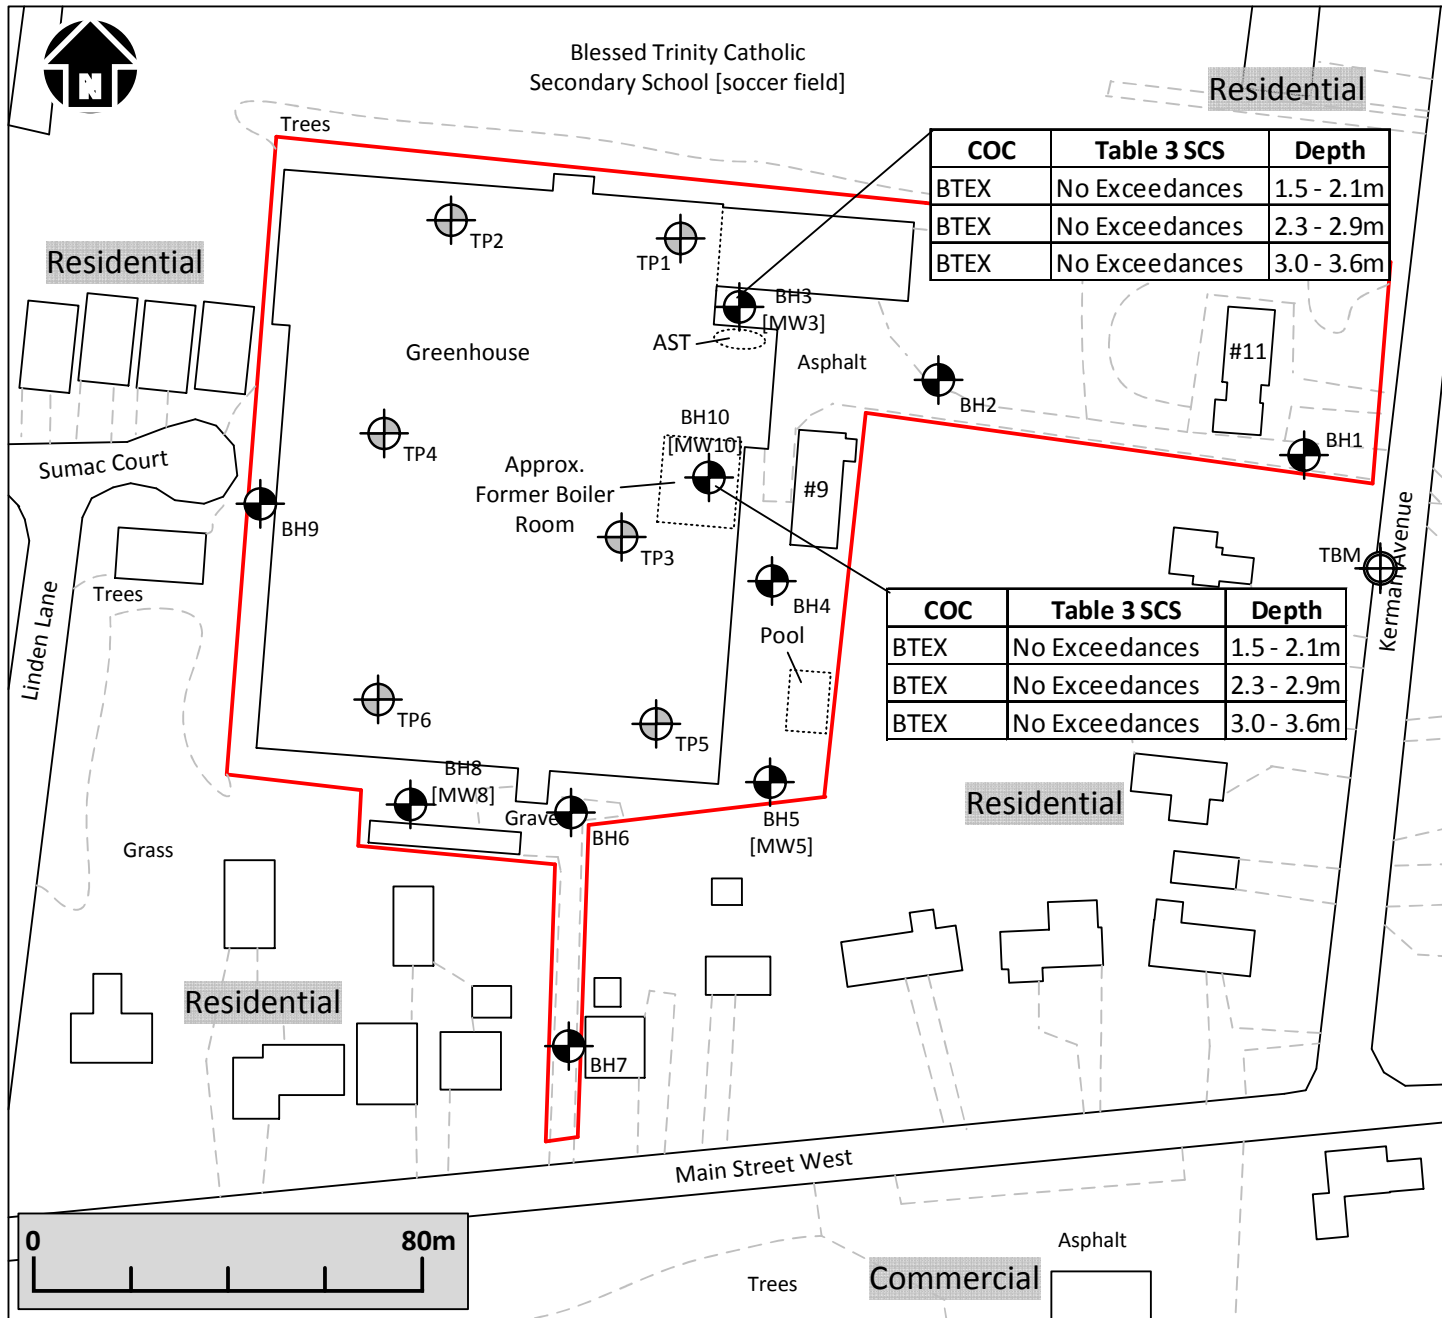 N
Blessed Trinity Catholic
Secondary School [soccer field]
Residential
Trees
COC Table 3 SCS Depth
BTEX No Exceedances 1.5 - 2.1m
BTEX No Exceedances 2.3 - 2.9m
BTEX No Exceedances 3.0 - 3.6m
TP2
TP1
Residential
BH3
[MW3]
AST
Greenhouse
Asphalt
#11
BH2
BH10
[MW10]
TP4
BH1
Sumac Court
Approx.
Former Boiler
Room
#9
BH9
TP3
TBM
Kerman Avenue
Trees
Linden Lane
BH4
COC Table 3 SCS Depth
BTEX No Exceedances 1.5 - 2.1m
BTEX No Exceedances 2.3 - 2.9m
BTEX No Exceedances 3.0 - 3.6m
Pool
TP6
TP5
BH8
[MW8]
Residential
Gravel
BH6
BH5
[MW5]
Grass
Residential
BH7
Main Street West
0 80m
Asphalt
Trees
Commercial